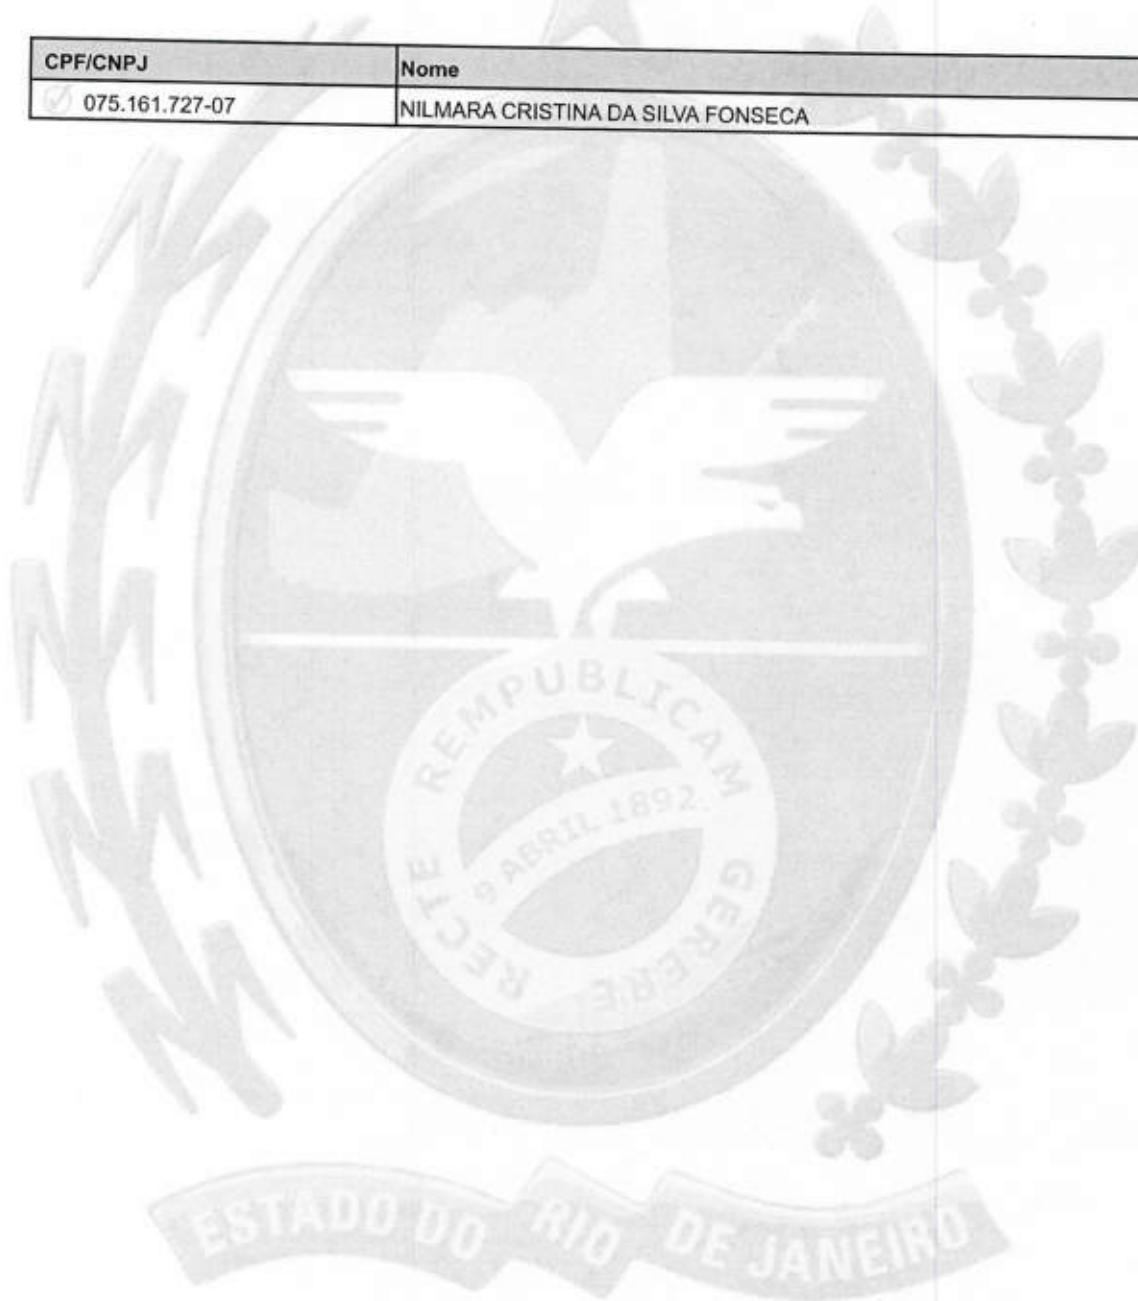 CPF/CNPJ Nome
075.161.727-07 NILMARA CRISTINA DA SILVA FONSECA
RECTE REMPUBLICAM GERERE
9 ABRIL 1892
ESTADO DO RIO DE JANEIRO